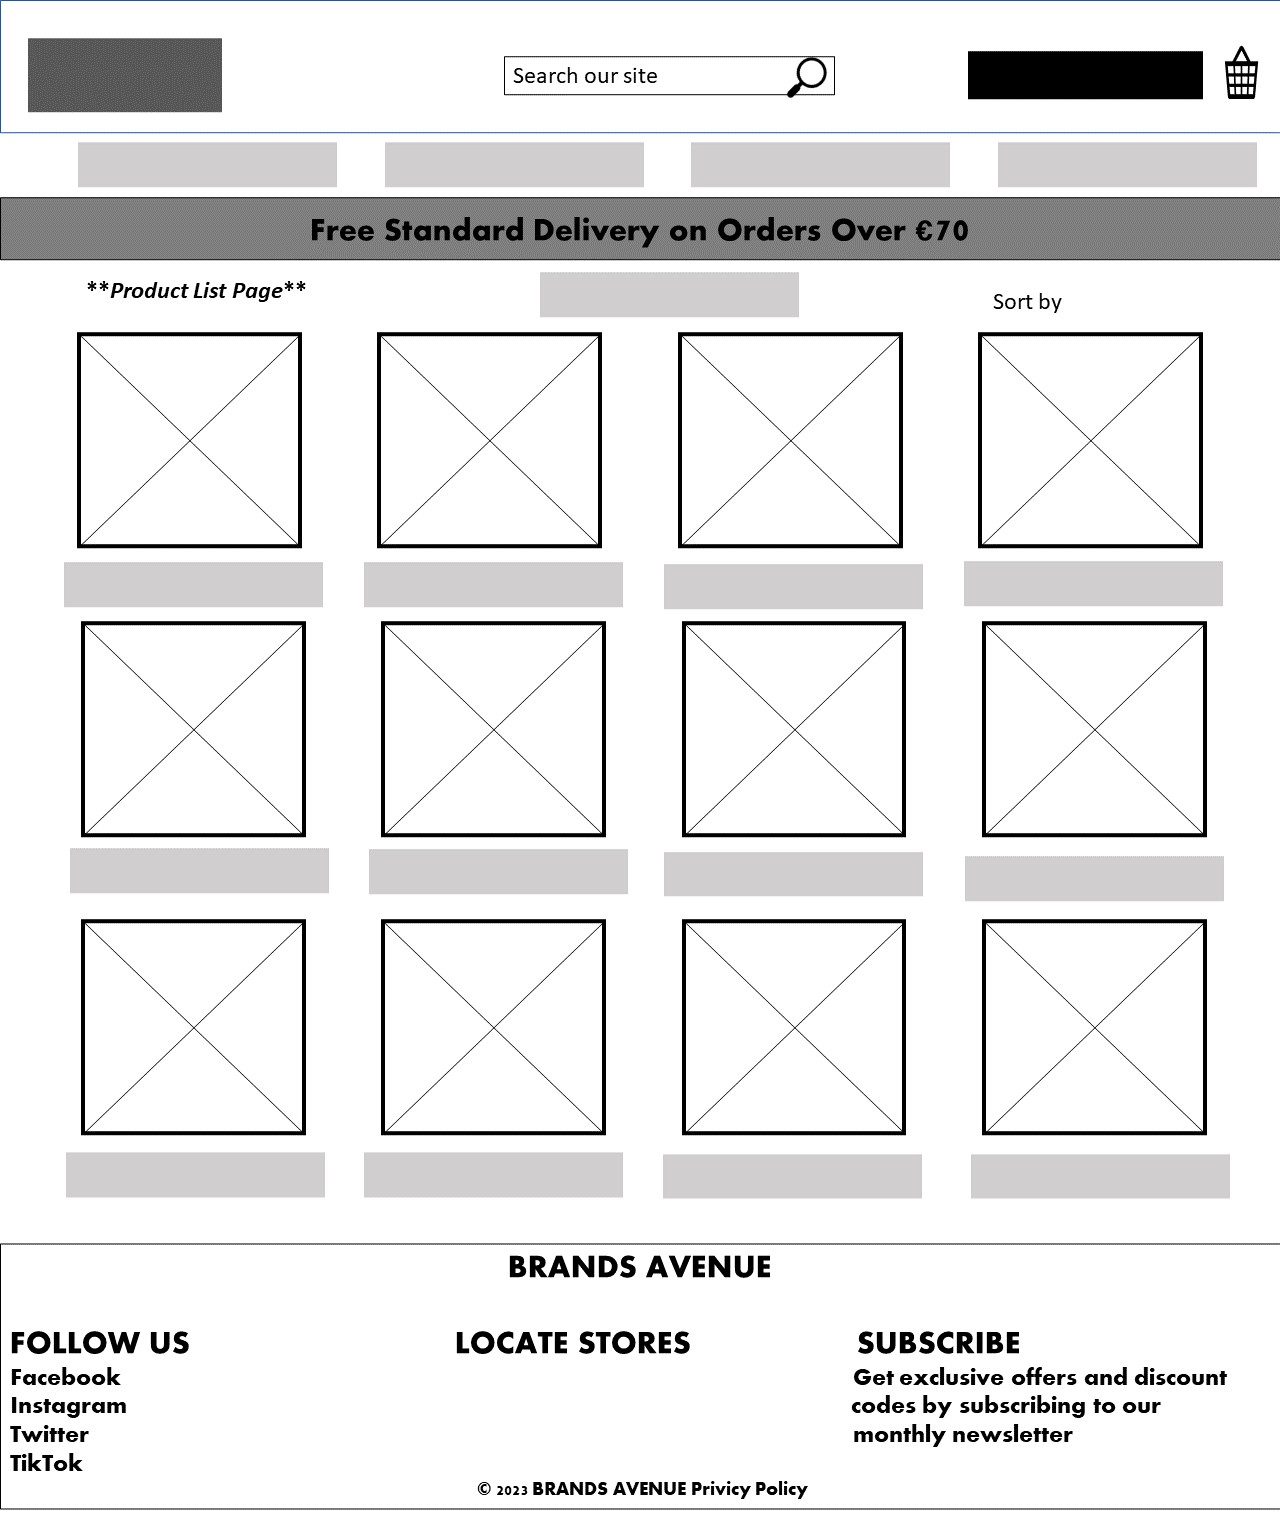 Search our site
Free Standard Delivery on Orders Over €70
**Product List Page**
Sort by
BRANDS AVENUE
FOLLOW US
Facebook
Instagram
Twitter
TikTok
LOCATE STORES
SUBSCRIBE
Get exclusive offers and discount
codes by subscribing to our
monthly newsletter
© 2023 BRANDS AVENUE Privicy Policy